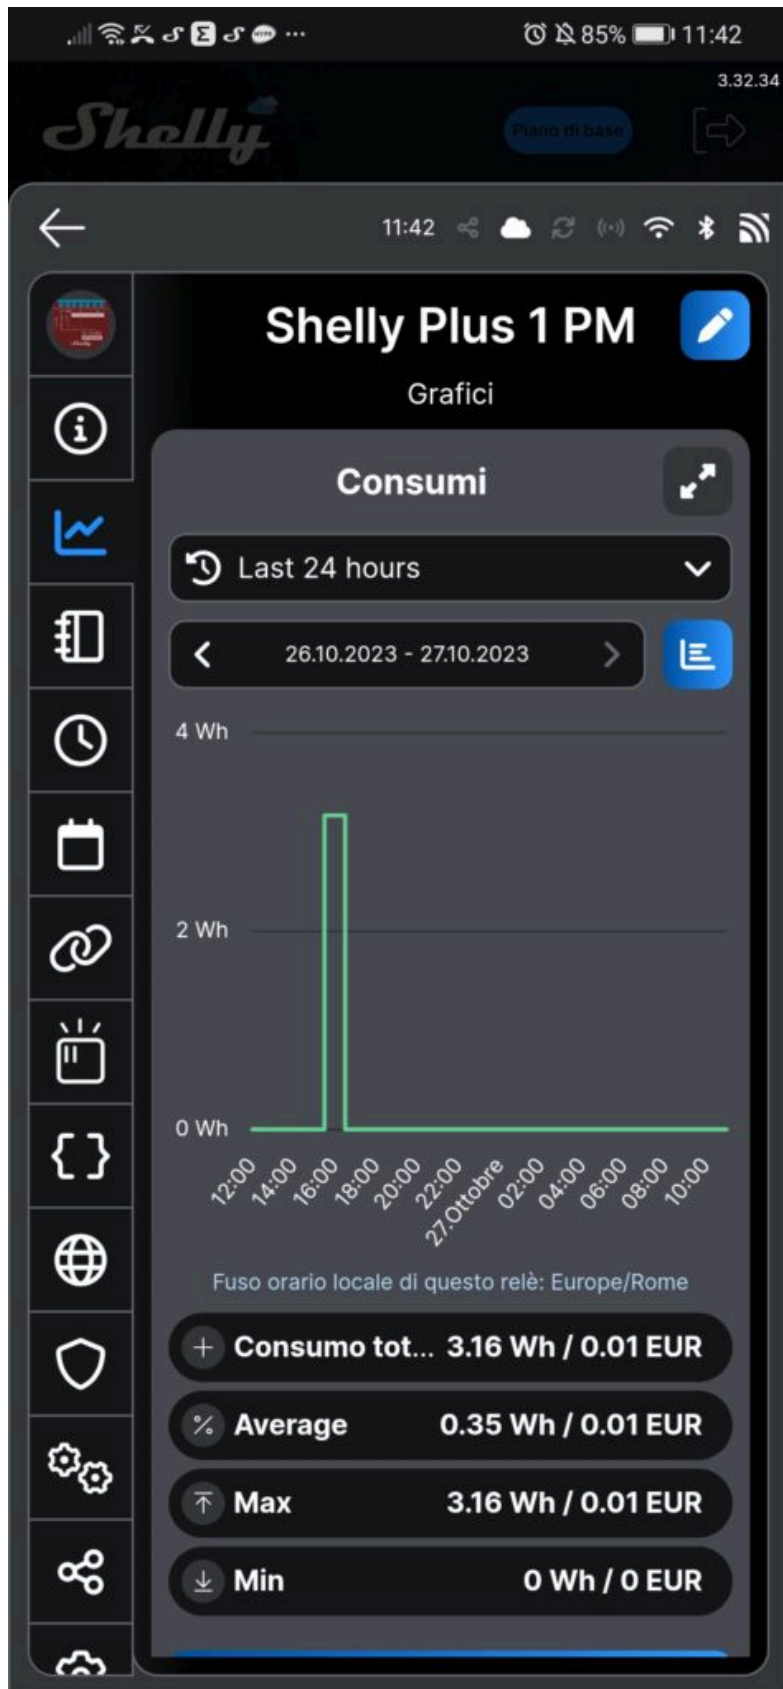 85% 11:42
3.32.34
Shelly
Piano di base
11:42
Shelly Plus 1 PM
Grafici
Consumi
Last 24 hours
26.10.2023 - 27.10.2023
4 Wh
2 Wh
0 Wh
12:00 14:00 16:00 18:00 20:00 22:00 27.Ottobre 02:00 04:00 06:00 08:00 10:00
Fuso orario locale di questo relè: Europe/Rome
Consumo tot... 3.16 Wh / 0.01 EUR
Average 0.35 Wh / 0.01 EUR
Max 3.16 Wh / 0.01 EUR
Min 0 Wh / 0 EUR